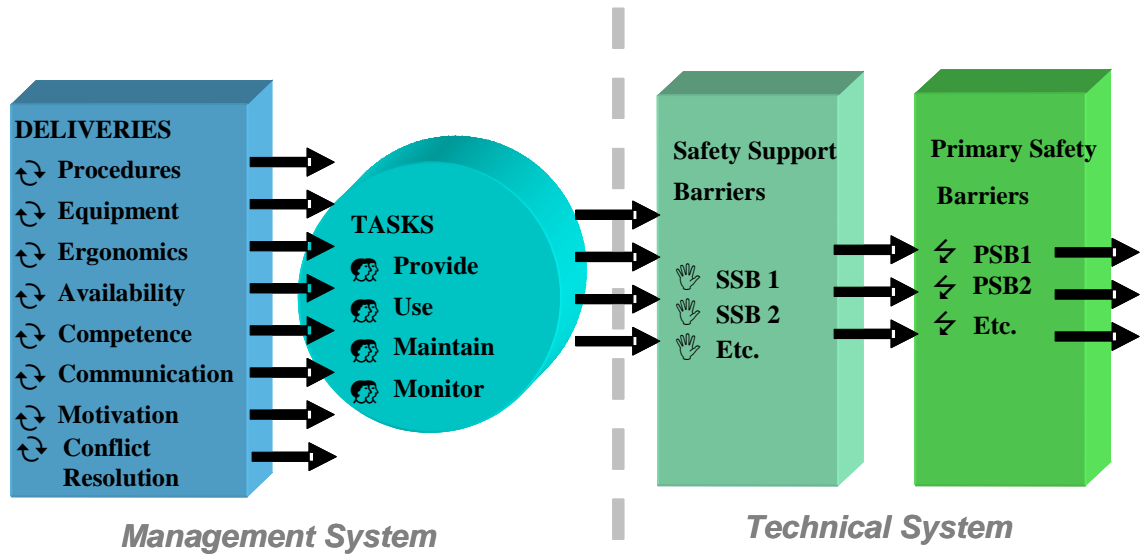 DELIVERIES
Procedures
Equipment
Ergonomics
Availability
Competence
Communication
Motivation
Conflict
Resolution
TASKS
Provide
Use
Maintain
Monitor
Management System
Safety Support
Barriers
SSB 1
SSB 2
Etc.
Primary Safety
Barriers
PSB1
PSB2
Etc.
Technical System